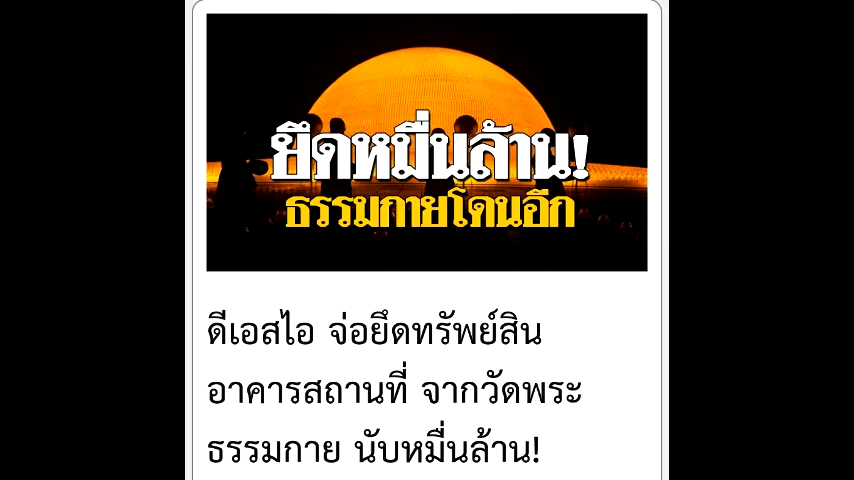 ยึดหมื่นล้าน!
ธรรมกายโดนอีก
ดีเอสไอ จ่อยึดทรัพย์สิน
อาคารสถานที่ จากวัดพระ
ธรรมกาย นับหมื่นล้าน!